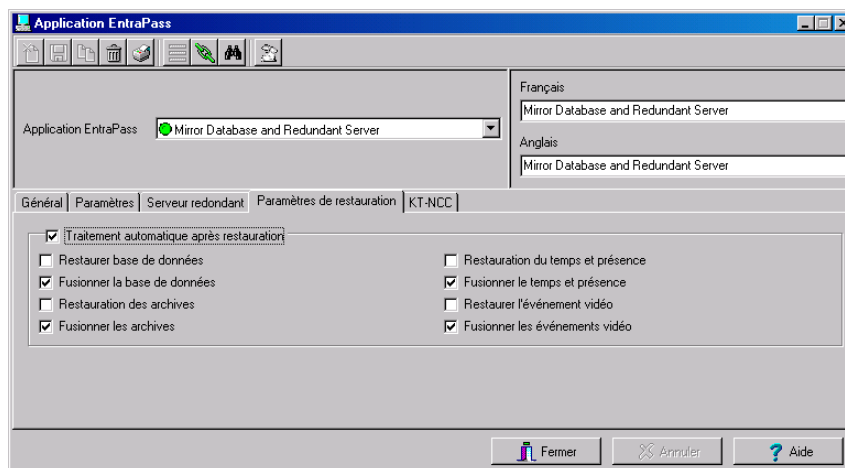 Application EntraPass
Français
Mirror Database and Redundant Server
Application EntraPass
Mirror Database and Redundant Server
Anglais
Mirror Database and Redundant Server
Général
Paramètres
Serveur redondant
Paramètres de restauration
KT-NCC
Traitement automatique après restauration
Restaurer base de données
Restauration du temps et présence
Fusionner la base de données
Fusionner le temps et présence
Restauration des archives
Restaurer l'événement vidéo
Fusionner les archives
Fusionner les événements vidéo
Fermer
Annuler
Aide